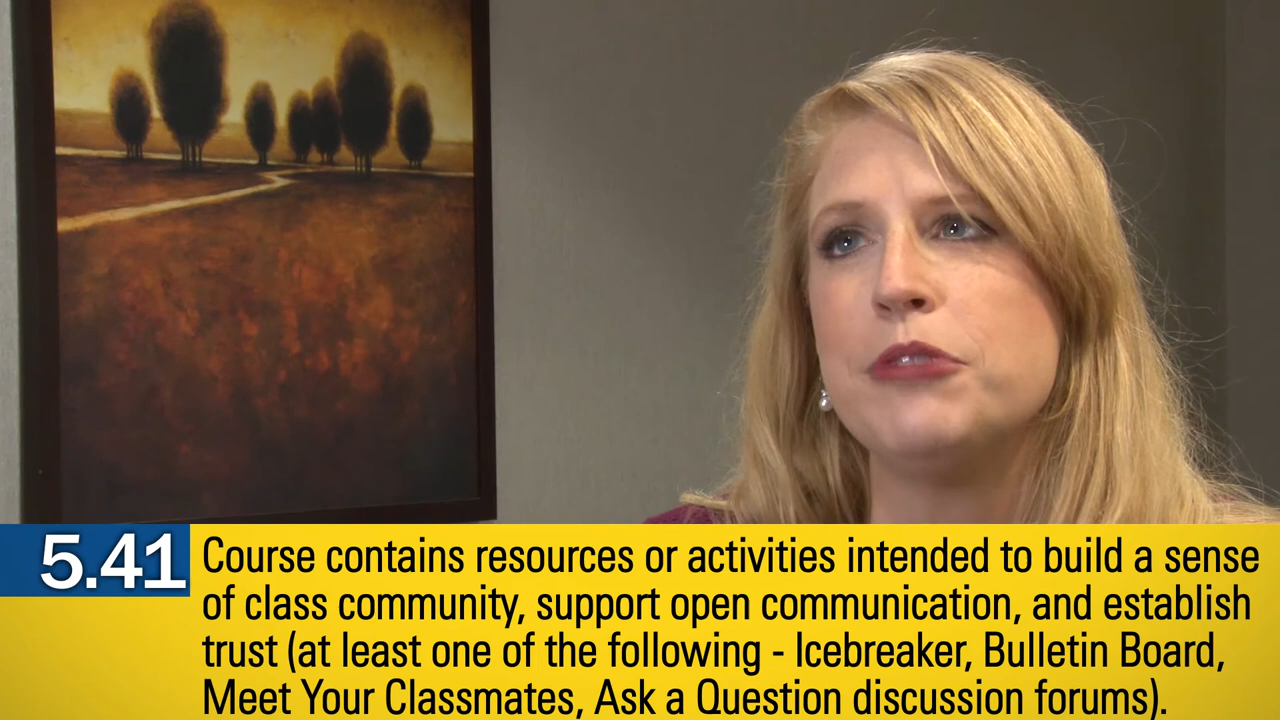 5.41
Course contains resources or activities intended to build a sense
of class community, support open communication, and establish
trust (at least one of the following - Icebreaker, Bulletin Board,
Meet Your Classmates, Ask a Question discussion forums).